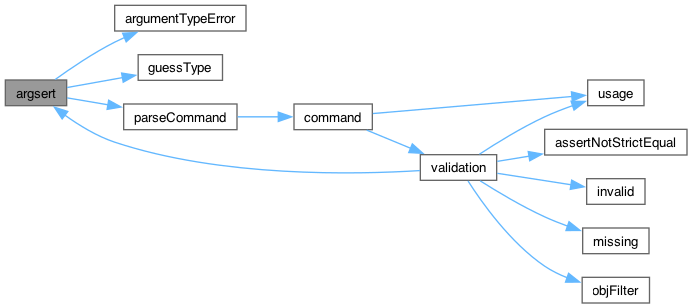 argumentTypeError
guessType
argsert
parseCommand
command
usage
assertNotStrictEqual
validation
invalid
missing
objFilter